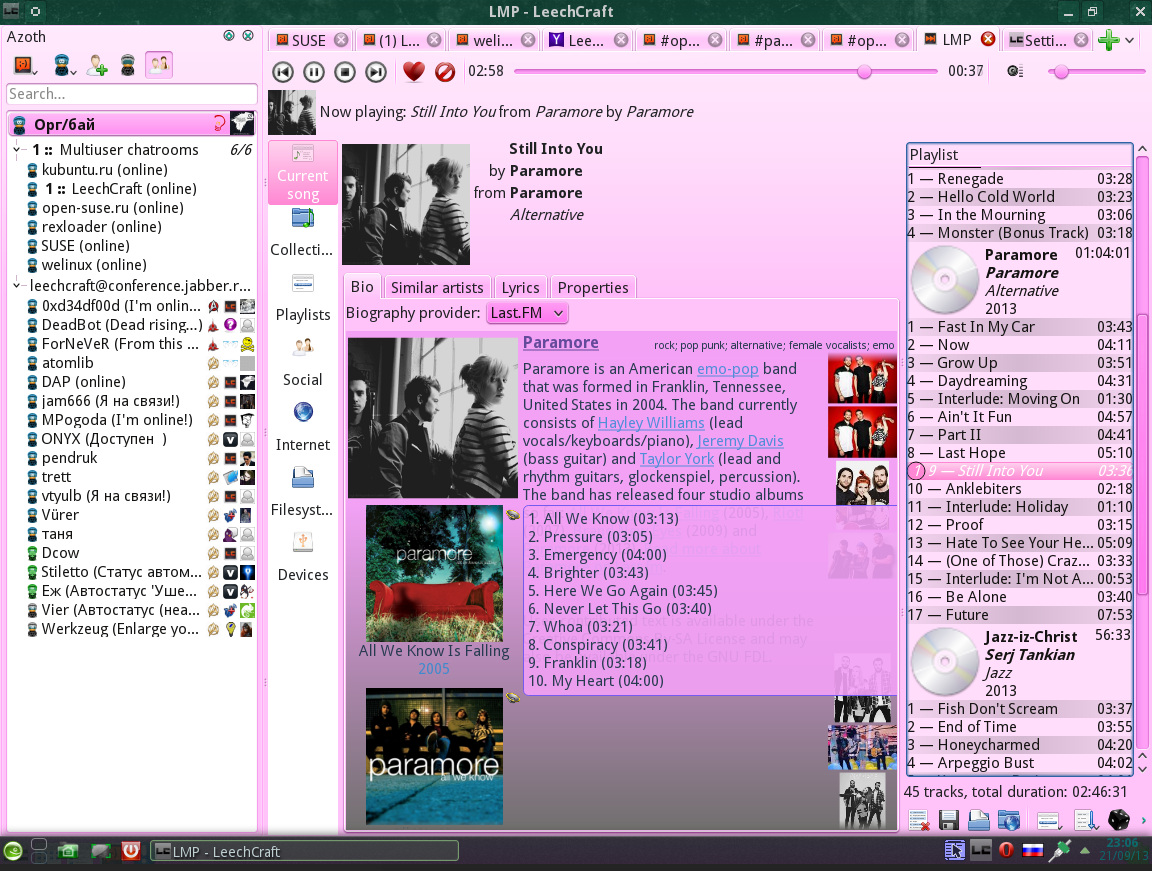 LMP - LeechCraft
Azoth
Search...
Орг/бай
1 :: Multiuser chatrooms 6/6
kubuntu.ru (online)
1 :: LeechCraft (online)
open-suse.ru (online)
rexloader (online)
SUSE (online)
welinux (online)
leechcraft@conference.jabber.r...
0xd34df00d (I'm onlin...
DeadBot (Dead rising...)
ForNeVeR (From this ...
atomlib
DAP (online)
jam666 (Я на связи!)
MPogoda (I'm online!)
ONYX (Доступен )
pendruk
trett
vtyulb (Я на связи!)
Vürer
таня
Dcow
Stiletto (Статус автом...
Еж (Автостатус 'Уше...
Vier (Автостатус (неа...
Werkzeug (Enlarge yo...
SUSE
(1) L...
welin...
Lee...
#op...
#pa...
#op...
LMP
Setti...
02:58
00:37
Now playing: Still Into You from Paramore by Paramore
Current
song
Collecti...
Playlists
Social
Internet
Filesyst...
Devices
Still Into You
by Paramore
from Paramore
Alternative
Bio
Similar artists
Lyrics
Properties
Biography provider: Last.FM
Paramore
rock; pop punk; alternative; female vocalists; emo
Paramore is an American emo-pop band
that was formed in Franklin, Tennessee,
United States in 2004. The band currently
consists of Hayley Williams (lead
vocals/keyboards/piano), Jeremy Davis
(bass guitar) and Taylor York (lead and
rhythm guitars, glockenspiel, percussion).
The band has released four studio albums
1. All We Know (03:13)
2. Pressure (03:05)
3. Emergency (04:00)
4. Brighter (03:43)
5. Here We Go Again (03:45)
6. Never Let This Go (03:40)
7. Whoa (03:21)
8. Conspiracy (03:41)
9. Franklin (03:18)
10. My Heart (04:00)
paramore
All We Know Is Falling
2005
paramore
all we know
Playlist
1 — Renegade 03:28
2 — Hello Cold World 03:23
3 — In the Mourning 03:06
4 — Monster (Bonus Track) 03:18
Paramore 01:04:01
Paramore
Alternative
2013
1 — Fast In My Car 03:43
2 — Now 04:11
3 — Grow Up 03:51
4 — Daydreaming 04:31
5 — Interlude: Moving On 01:30
6 — Ain't It Fun 04:57
7 — Part II 04:41
8 — Last Hope 05:10
1 9 — Still Into You 03:36
10 — Anklebiters 02:18
11 — Interlude: Holiday 01:10
12 — Proof 03:15
13 — Hate To See Your He... 05:09
14 — (One of Those) Craz... 03:33
15 — Interlude: I'm Not A... 00:53
16 — Be Alone 03:40
17 — Future 07:53
Jazz-iz-Christ 56:33
Serj Tankian
Jazz
2013
1 — Fish Don't Scream 03:37
2 — End of Time 03:55
3 — Honeycharmed 04:20
4 — Arpeggio Bust 04:02
45 tracks, total duration: 02:46:31
LMP - LeechCraft
23:06
21/09/13